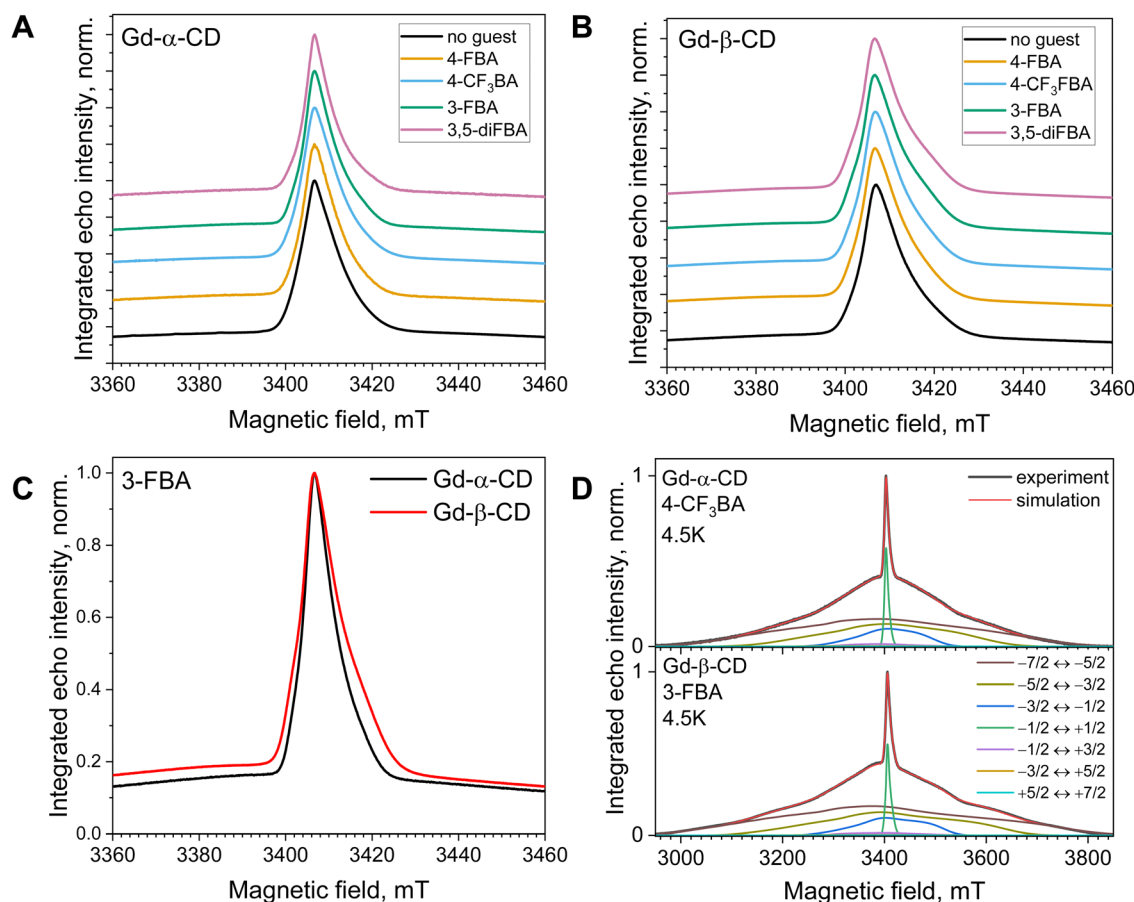 A
Gd-α-CD
no guest
4-FBA
4-CF₃BA
3-FBA
3,5-diFBA
Integrated echo intensity, norm.
3360 3380 3400 3420 3440 3460
Magnetic field, mT
B
Gd-β-CD
no guest
4-FBA
4-CF₃FBA
3-FBA
3,5-diFBA
Integrated echo intensity, norm.
3360 3380 3400 3420 3440 3460
Magnetic field, mT
C
3-FBA
Gd-α-CD
Gd-β-CD
Integrated echo intensity, norm.
1.0
0.8
0.6
0.4
0.2
0.0
3360 3380 3400 3420 3440 3460
Magnetic field, mT
D
Gd-α-CD
4-CF₃BA
4.5K
experiment
simulation
1
0
Gd-β-CD
3-FBA
4.5K
−7/2 ↔ −5/2
−5/2 ↔ −3/2
−3/2 ↔ −1/2
−1/2 ↔ +1/2
−1/2 ↔ +3/2
−3/2 ↔ +5/2
+5/2 ↔ +7/2
1
0
Integrated echo intensity, norm.
3000 3200 3400 3600 3800
Magnetic field, mT